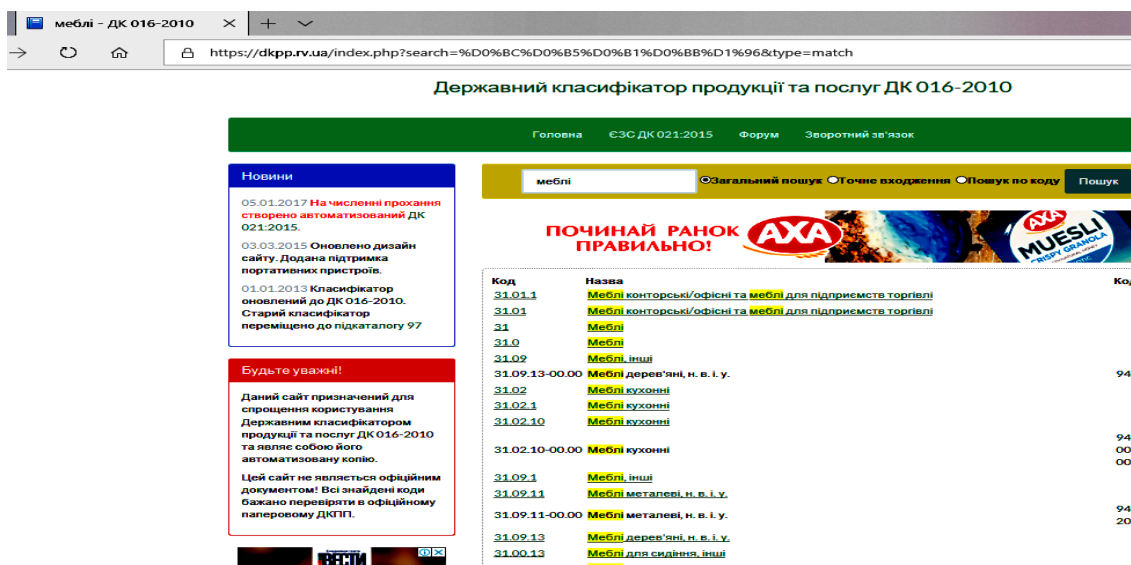 меблі - ДК 016-2010
https://dkpp.rv.ua/index.php?search=%D0%BC%D0%B5%D0%B1%D0%BB%D1%96&type=match
Державний класифікатор продукції та послуг ДК 016-2010
Головна ЄЗС ДК 021:2015 Форум Зворотний зв'язок
Новини
05.01.2017 На численні прохання
створено автоматизований ДК
021:2015.
03.03.2015 Оновлено дизайн
сайту. Додана підтримка
портативних пристроїв.
01.01.2013 Класифікатор
оновлений до ДК 016-2010.
Старий класифікатор
переміщено до підкаталогу 97
Будьте уважні!
Даний сайт призначений для
спрощення користування
Державним класифікатором
продукції та послуг ДК 016-2010
та являє собою його
автоматизовану копію.
Цей сайт не являється офіційним
документом! Всі знайдені коди
бажано перевіряти в офіційному
паперовому ДКПП.
ВЕСТИ
меблі Загальний пошук Точне входження Пошук по коду Пошук
ПОЧИНАЙ РАНОК
ПРАВИЛЬНО!
AXA
AXA
MUESLI
CRISPY GRANOLA
Код Назва Ко
31.01.1 Меблі конторські/офісні та меблі для підприємств торгівлі
31.01 Меблі конторські/офісні та меблі для підприємств торгівлі
31 Меблі
31.0 Меблі
31.09 Меблі, інші
31.09.13-00.00 Меблі дерев'яні, н. в. і. у. 94
31.02 Меблі кухонні
31.02.1 Меблі кухонні
31.02.10 Меблі кухонні
31.02.10-00.00 Меблі кухонні 94
00
00
31.09.1 Меблі, інші
31.09.11 Меблі металеві, н. в. і. у.
31.09.11-00.00 Меблі металеві, н. в. і. у. 94
20
31.09.13 Меблі дерев'яні, н. в. і. у.
31.00.13 Меблі для сидіння, інші